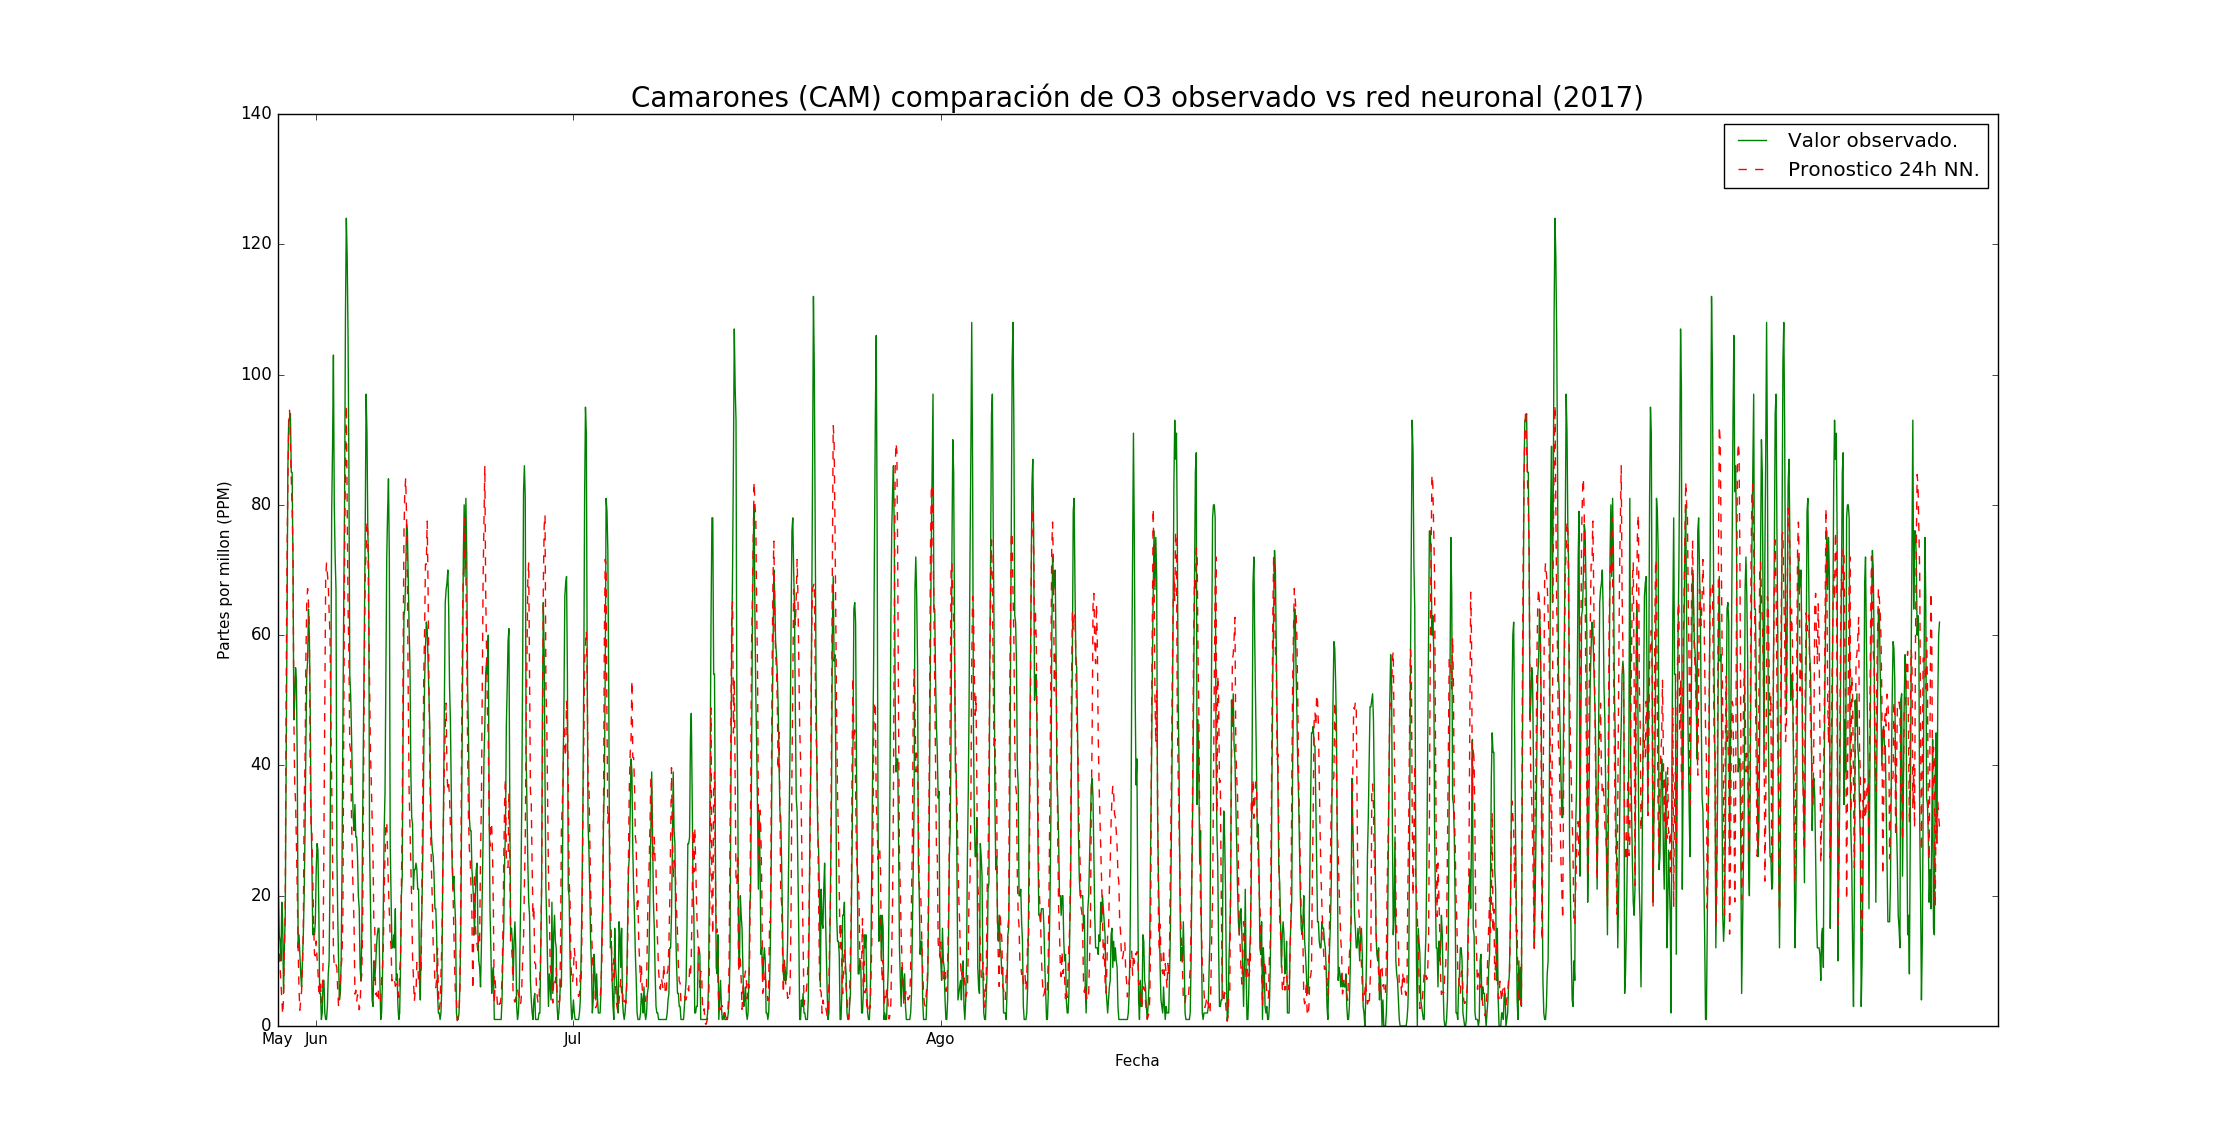 Camarones (CAM) comparación de O3 observado vs red neuronal (2017)
140
120
100
80
60
40
20
0
Partes por millon (PPM)
Valor observado.
Pronostico 24h NN.
May Jun Jul Ago
Fecha